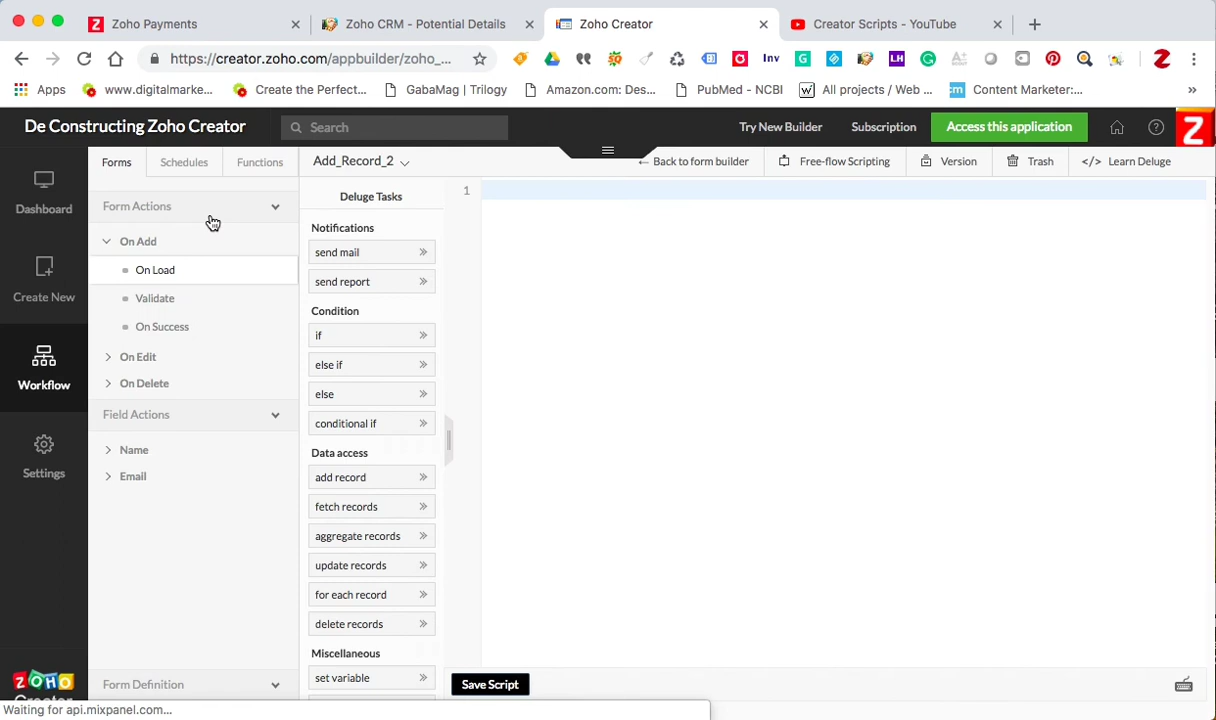 Zoho Payments
Zoho CRM - Potential Details
Zoho Creator
Creator Scripts - YouTube
https://creator.zoho.com/appbuilder/zoho_...
Inv
LH
Apps
www.digitalmarke...
Create the Perfect...
GabaMag | Trilogy
Amazon.com: Des...
PubMed - NCBI
All projects / Web ...
cm Content Marketer:...
De Constructing Zoho Creator
Search
Try New Builder
Subscription
Access this application
Forms
Schedules
Functions
Add_Record_2
Back to form builder
Free-flow Scripting
Version
Trash
</> Learn Deluge
Dashboard
Create New
Workflow
Settings
ZOHO
Creator
Form Actions
On Add
On Load
Validate
On Success
On Edit
On Delete
Field Actions
Name
Email
Form Definition
Deluge Tasks
Notifications
send mail
send report
Condition
if
else if
else
conditional if
Data access
add record
fetch records
aggregate records
update records
for each record
delete records
Miscellaneous
set variable
1
Save Script
Waiting for api.mixpanel.com...